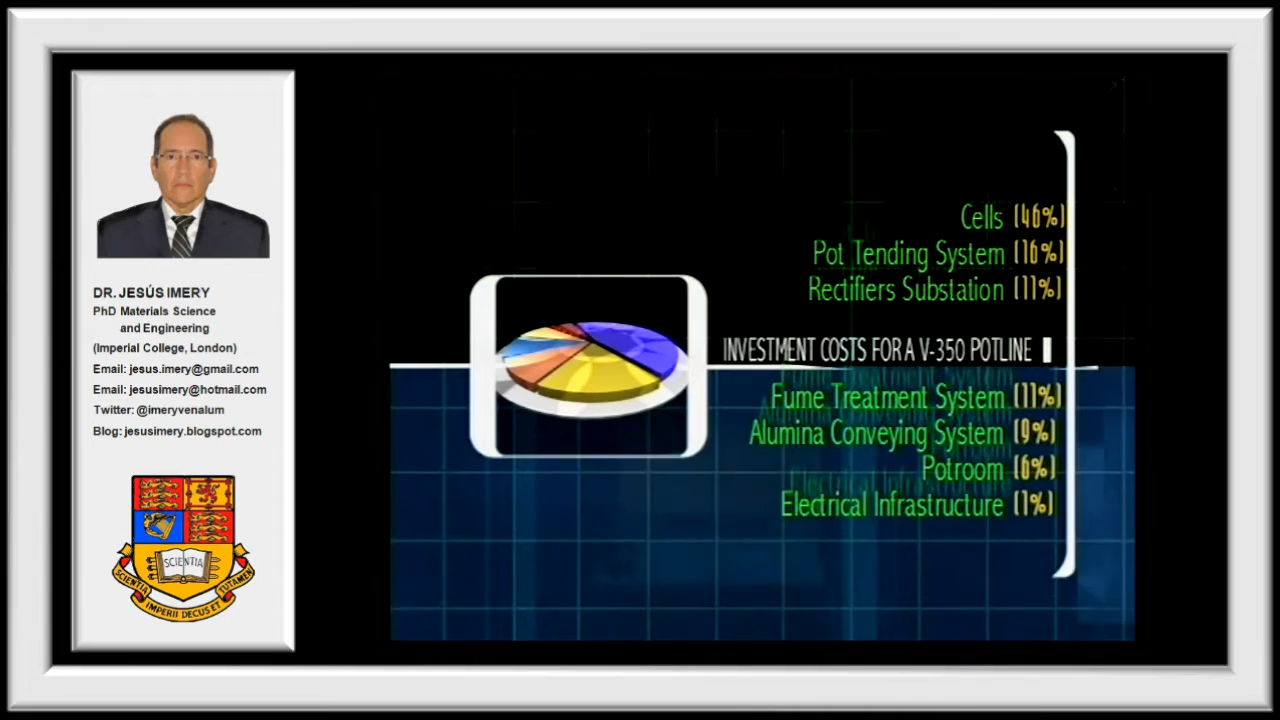 DR. JESÚS IMERY
PhD Materials Science
and Engineering
(Imperial College, London)
Email: jesus.imery@gmail.com
Email: jesusimery@hotmail.com
Twitter: @imeryvenalum
Blog: jesusimery.blogspot.com
SCIENTIA
SCIENTIA IMPERII DECUS ET TUTAMEN
Cells (46%)
Pot Tending System (16%)
Rectifiers Substation (11%)
INVESTMENT COSTS FOR A V-350 POTLINE
Fume Treatment System (11%)
Alumina Conveying System (9%)
Potroom (6%)
Electrical Infrastructure (1%)